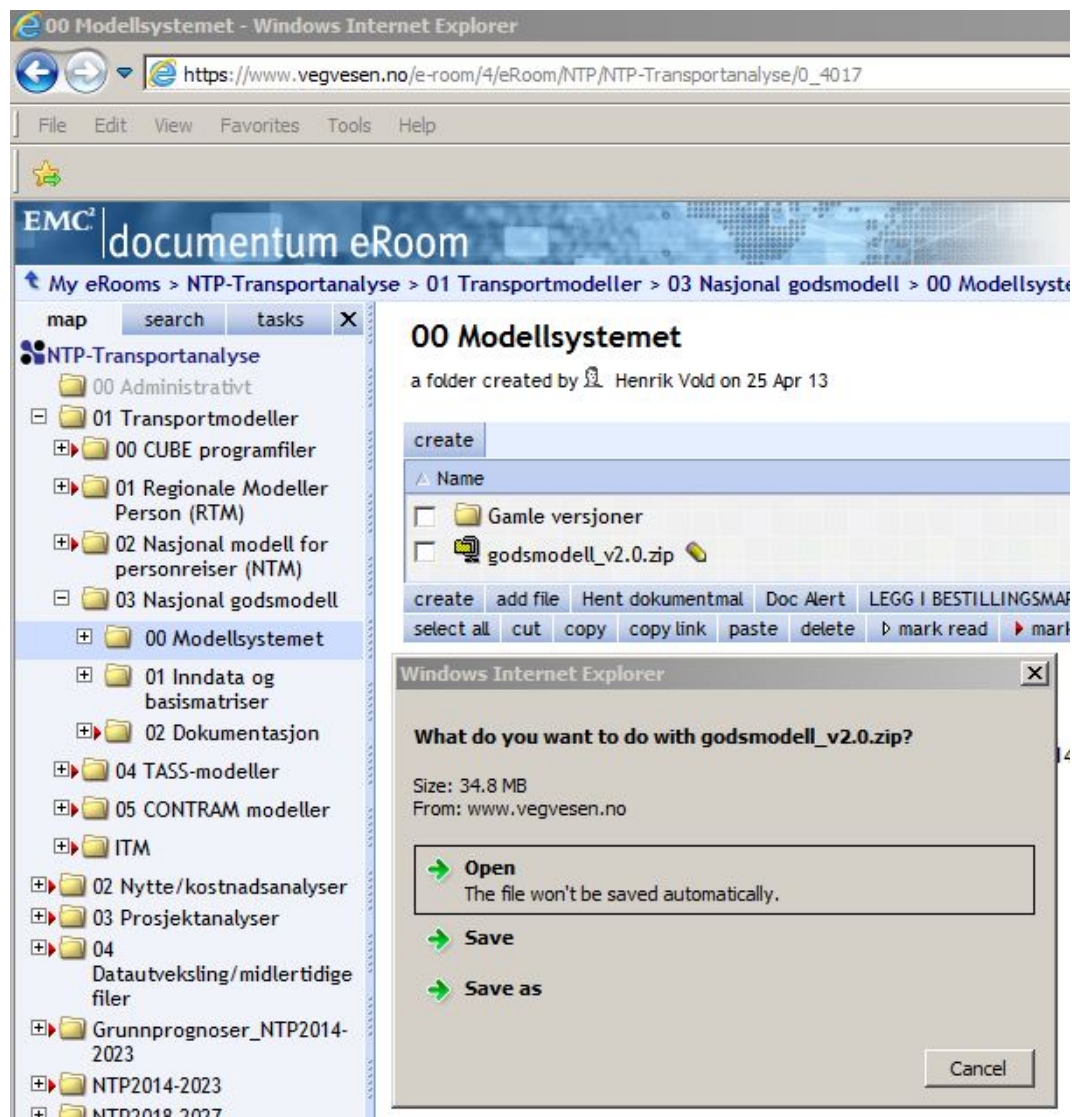 00 Modellsystemet - Windows Internet Explorer
https://www.vegvesen.no/e-room/4/eRoom/NTP/NTP-Transportanalyse/0_4017
File Edit View Favorites Tools Help
EMC²
documentum eRoom
My eRooms > NTP-Transportanalyse > 01 Transportmodeller > 03 Nasjonal godsmodell > 00 Modellsyste
map search tasks X
NTP-Transportanalyse
00 Administrativt
01 Transportmodeller
00 CUBE programfiler
01 Regionale Modeller
Person (RTM)
02 Nasjonal modell for
personreiser (NTM)
03 Nasjonal godsmodell
00 Modellsystemet
01 Inndata og
basismatriser
02 Dokumentasjon
04 TASS-modeller
05 CONTRAM modeller
ITM
02 Nytte/kostnadsanalyser
03 Prosjektanalyser
04
Datautveksling/midlertidige
filer
Grunnprognoser_NTP2014-
2023
NTP2014-2023
NTP2018-2027
00 Modellsystemet
a folder created by Henrik Vold on 25 Apr 13
create
Name
Gamle versjoner
godsmodell_v2.0.zip
create add file Hent dokumentmal Doc Alert LEGG I BESTILLINGSMAP
select all cut copy copy link paste delete mark read mark
Windows Internet Explorer
What do you want to do with godsmodell_v2.0.zip?
Size: 34.8 MB
From: www.vegvesen.no
Open
The file won't be saved automatically.
Save
Save as
Cancel